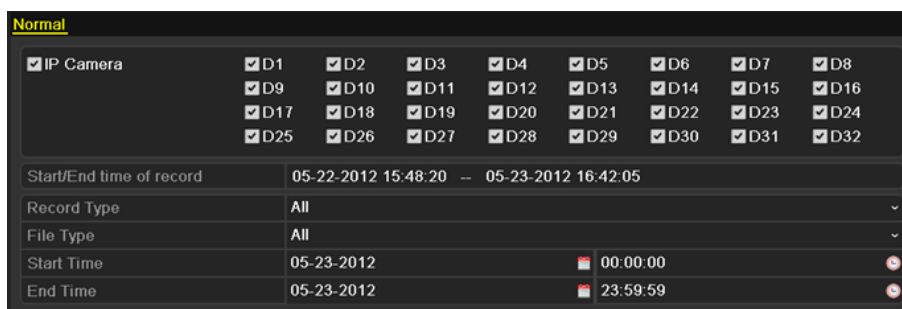 Normal
IP Camera D1 D2 D3 D4 D5 D6 D7 D8
D9 D10 D11 D12 D13 D14 D15 D16
D17 D18 D19 D20 D21 D22 D23 D24
D25 D26 D27 D28 D29 D30 D31 D32
Start/End time of record 05-22-2012 15:48:20 -- 05-23-2012 16:42:05
Record Type All
File Type All
Start Time 05-23-2012 00:00:00
End Time 05-23-2012 23:59:59